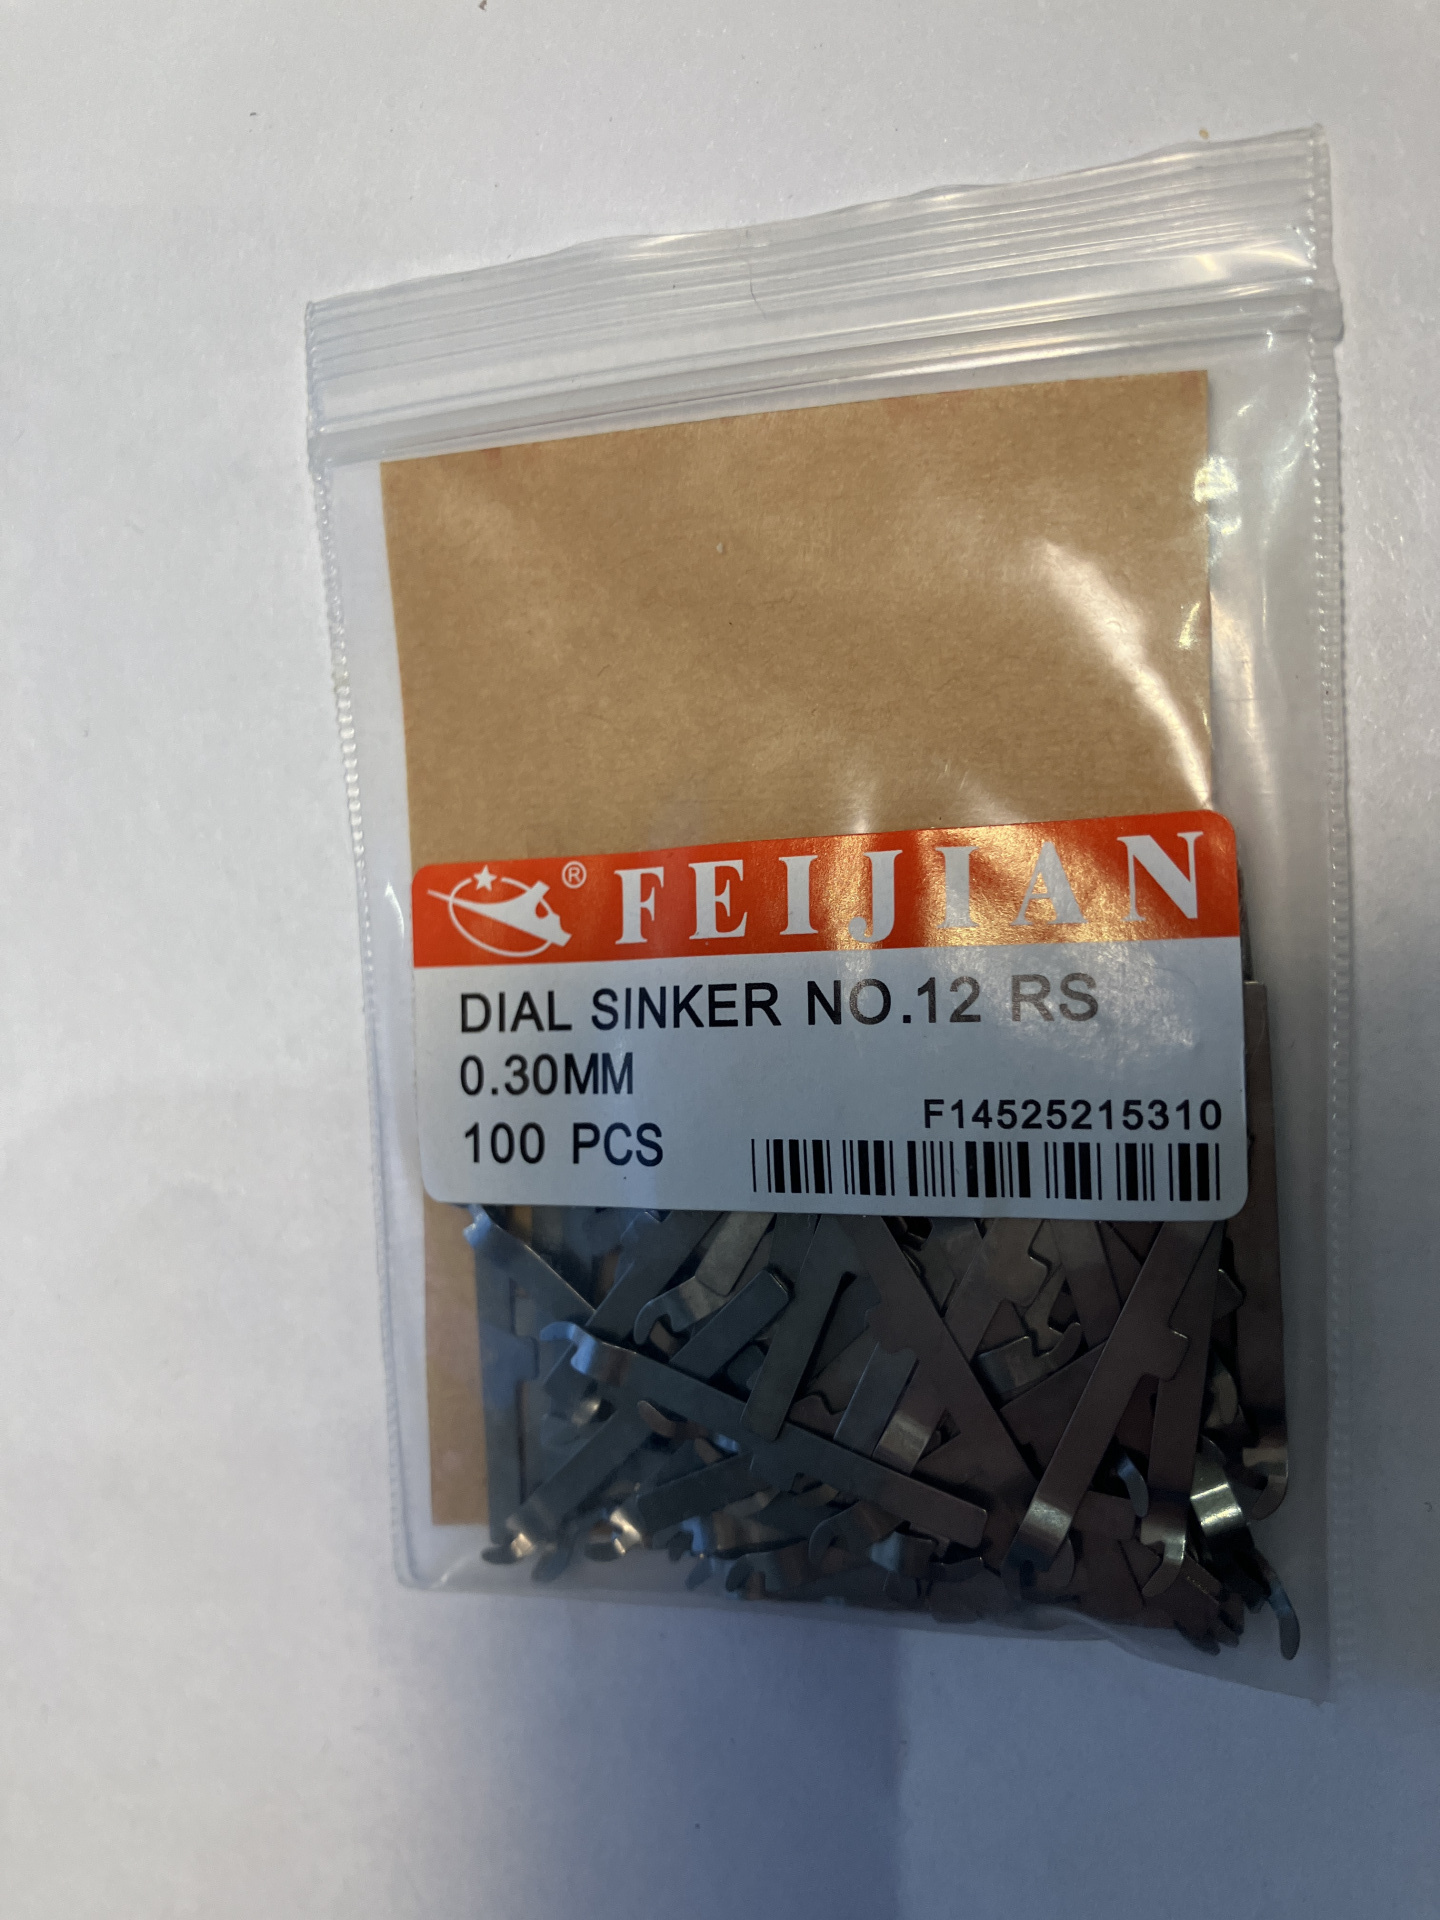 ® FEIJIAN
DIAL SINKER NO.12 RS
0.30MM
100 PCS
F14525215310